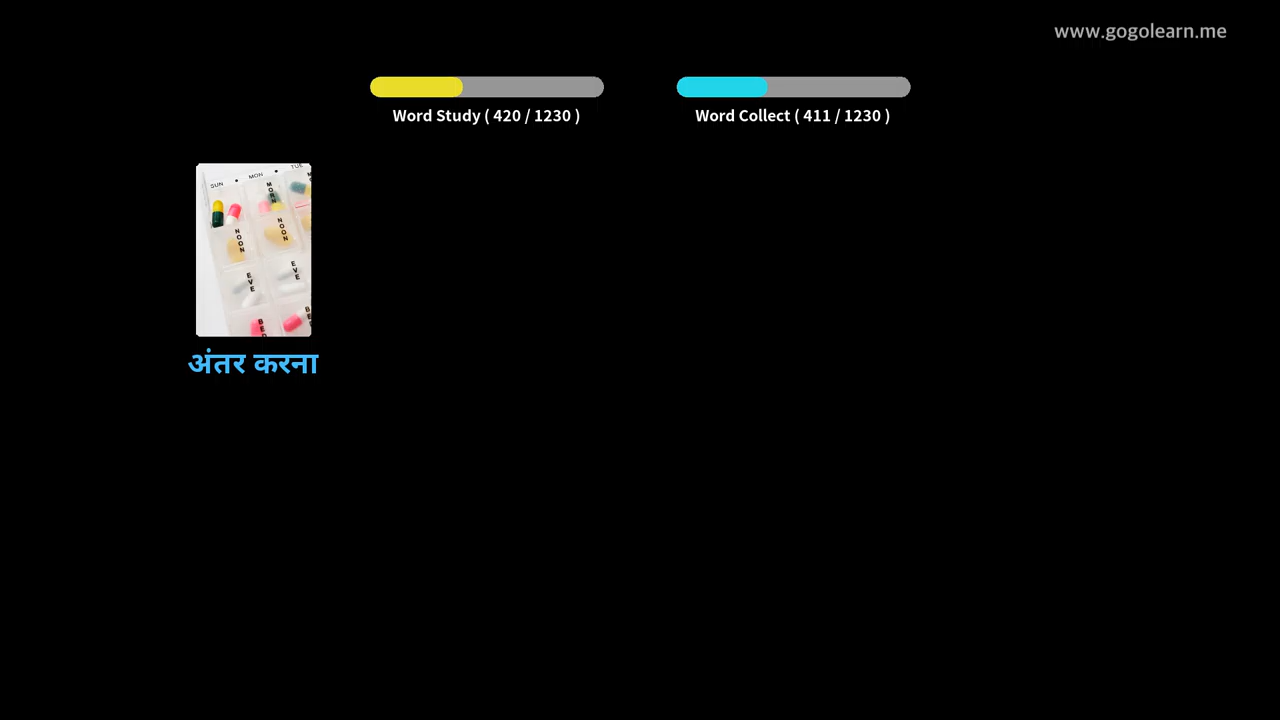 www.gogolearn.me
Word Study ( 420 / 1230 )
Word Collect ( 411 / 1230 )
SUN
MON
TUE
MORN
NOON
NOON
EVE
EVE
अंतर करना